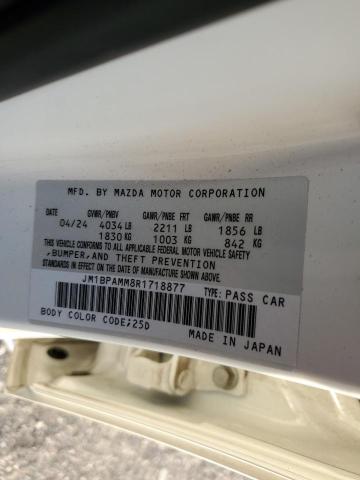 MFD. BY MAZDA MOTOR CORPORATION
GVWR/PNBV GAWR/PNBE FRT GAWR/PNBE RR
04/24 4034 LB 2211 LB 1856 LB
1830 KG 1003 KG 842 KG
THIS VEHICLE CONFORMS TO ALL APPLICABLE FEDERAL MOTOR VEHICLE SAFETY
,BUMPER, AND THEFT PREVENTION
STANDARDS IN EFFECT ON THE DATE OF MANUFACTURE SHOWN ABOVE.
JM1BPAMM8R1718877 TYPE: PASS CAR
BODY COLOR CODE;25D MADE IN JAPAN